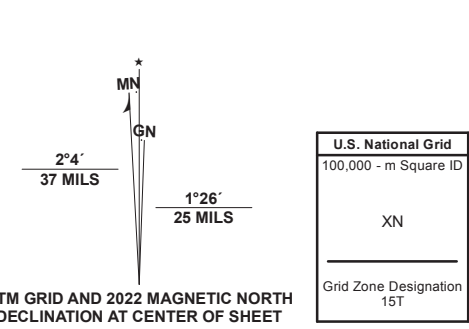 MN
GN
2°4´
37 MILS
1°26´
25 MILS
TM GRID AND 2022 MAGNETIC NORTH
DECLINATION AT CENTER OF SHEET
U.S. National Grid
100,000 - m Square ID
XN
Grid Zone Designation
15T